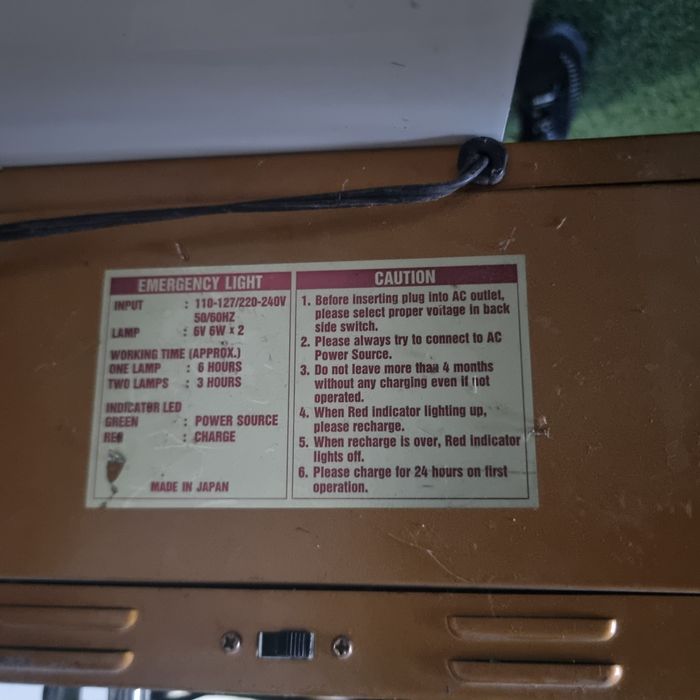 EMERGENCY LIGHT
INPUT : 110-127/220-240V
50/60HZ
LAMP : 6V 6W x 2
WORKING TIME (APPROX.)
ONE LAMP : 6 HOURS
TWO LAMPS : 3 HOURS
INDICATOR LED
GREEN : POWER SOURCE
RED : CHARGE
MADE IN JAPAN
CAUTION
1. Before inserting plug into AC outlet,
please select proper voltage in back
side switch.
2. Please always try to connect to AC
Power Source.
3. Do not leave more than 4 months
without any charging even if not
operated.
4. When Red indicator lighting up,
please recharge.
5. When recharge is over, Red indicator
lights off.
6. Please charge for 24 hours on first
operation.